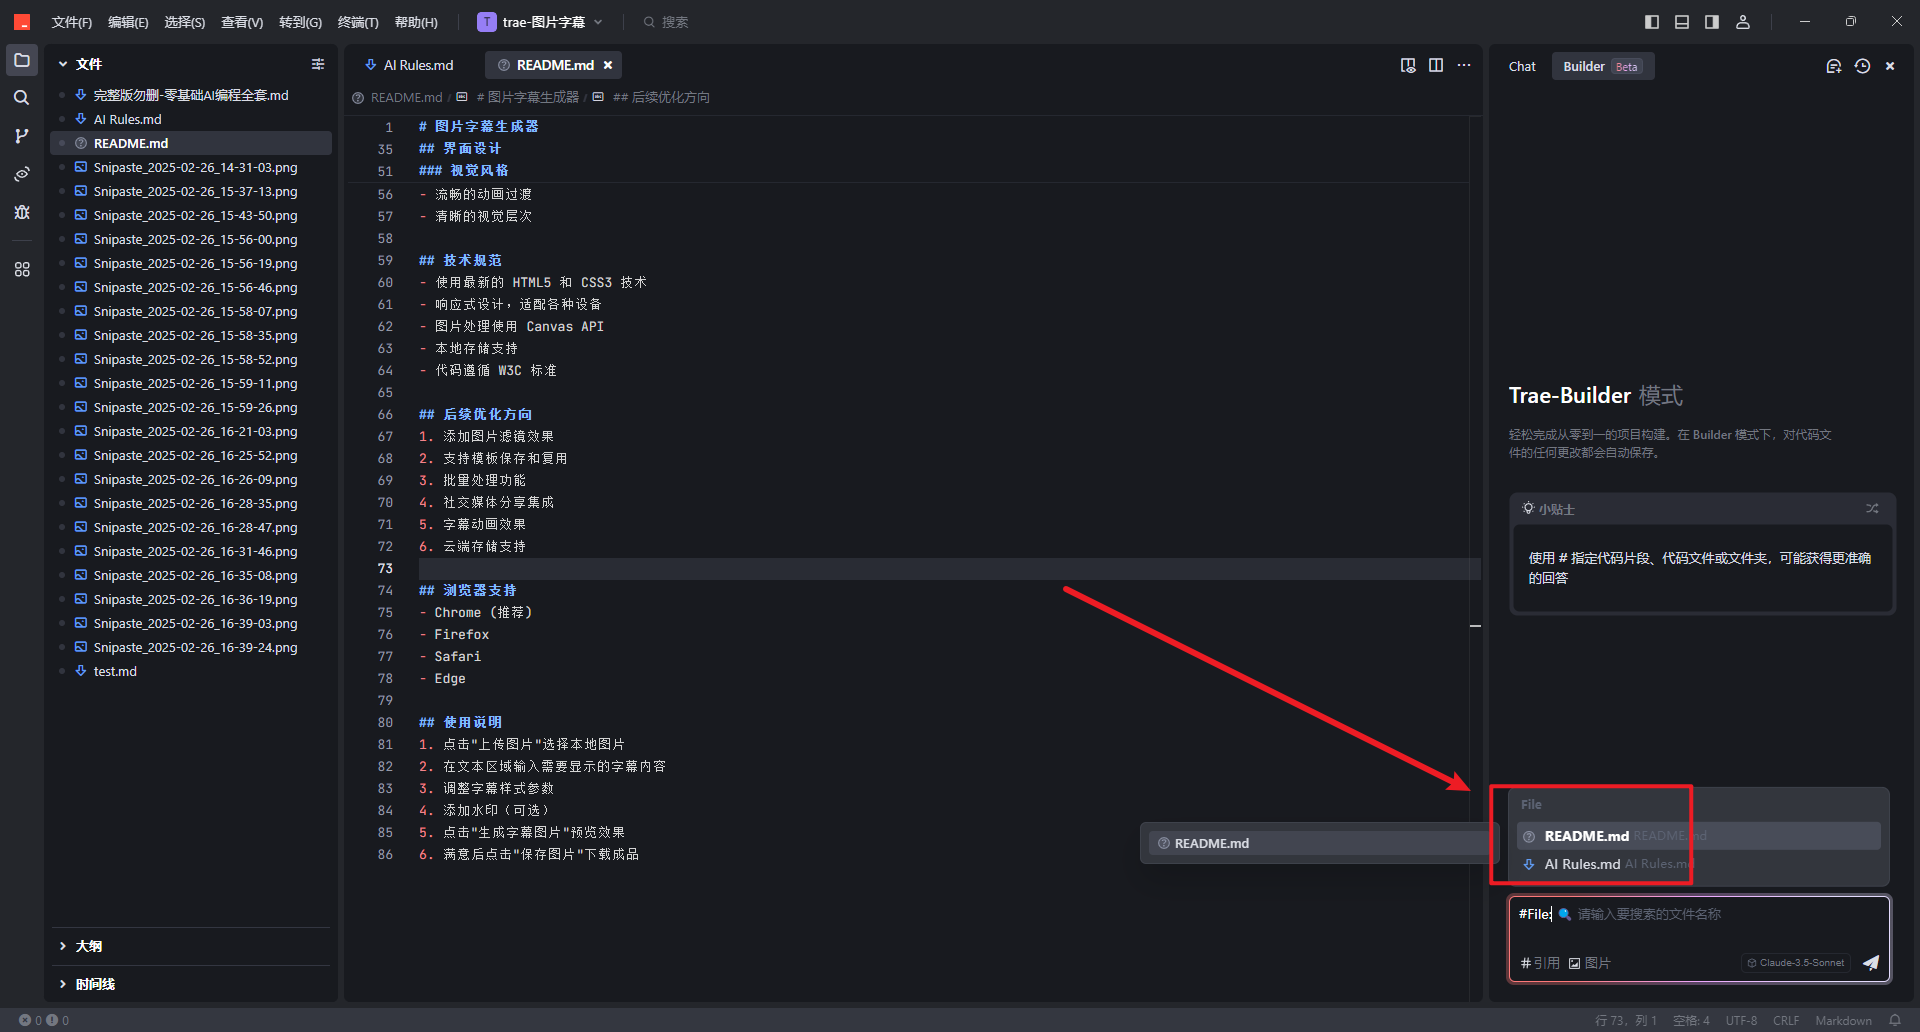 文件(F) 编辑(E) 选择(S) 查看(V) 转到(G) 终端(T) 帮助(H) T trae-图片字幕 搜索
文件
完整版勿删-零基础AI编程全套.md
AI Rules.md
README.md
Snipaste_2025-02-26_14-31-03.png
Snipaste_2025-02-26_15-37-13.png
Snipaste_2025-02-26_15-43-50.png
Snipaste_2025-02-26_15-56-00.png
Snipaste_2025-02-26_15-56-19.png
Snipaste_2025-02-26_15-56-46.png
Snipaste_2025-02-26_15-58-07.png
Snipaste_2025-02-26_15-58-35.png
Snipaste_2025-02-26_15-58-52.png
Snipaste_2025-02-26_15-59-11.png
Snipaste_2025-02-26_15-59-26.png
Snipaste_2025-02-26_16-21-03.png
Snipaste_2025-02-26_16-25-52.png
Snipaste_2025-02-26_16-26-09.png
Snipaste_2025-02-26_16-28-35.png
Snipaste_2025-02-26_16-28-47.png
Snipaste_2025-02-26_16-31-46.png
Snipaste_2025-02-26_16-35-08.png
Snipaste_2025-02-26_16-36-19.png
Snipaste_2025-02-26_16-39-03.png
Snipaste_2025-02-26_16-39-24.png
test.md
大纲
时间线
AI Rules.md README.md
README.md / # 图片字幕生成器 / ## 后续优化方向
1 # 图片字幕生成器
35 ## 界面设计
51 ### 视觉风格
56 - 流畅的动画过渡
57 - 清晰的视觉层次
58
59 ## 技术规范
60 - 使用最新的 HTML5 和 CSS3 技术
61 - 响应式设计，适配各种设备
62 - 图片处理使用 Canvas API
63 - 本地存储支持
64 - 代码遵循 W3C 标准
65
66 ## 后续优化方向
67 1. 添加图片滤镜效果
68 2. 支持模板保存和复用
69 3. 批量处理功能
70 4. 社交媒体分享集成
71 5. 字幕动画效果
72 6. 云端存储支持
73
74 ## 浏览器支持
75 - Chrome (推荐)
76 - Firefox
77 - Safari
78 - Edge
79
80 ## 使用说明
81 1. 点击"上传图片"选择本地图片
82 2. 在文本区域输入需要显示的字幕内容
83 3. 调整字幕样式参数
84 4. 添加水印（可选）
85 5. 点击"生成字幕图片"预览效果
86 6. 满意后点击"保存图片"下载成品
README.md
Chat Builder Beta
Trae-Builder 模式
轻松完成从零到一的项目构建。在 Builder 模式下，对代码文
件的任何更改都会自动保存。
小贴士
使用 # 指定代码片段、代码文件或文件夹，可能获得更准确
的回答
File
README.md README.md
AI Rules.md AI Rules.md
#File: 请输入要搜索的文件名称
#引用 图片 Claude-3.5-Sonnet
0 0 行 73，列 1 空格: 4 UTF-8 CRLF Markdown